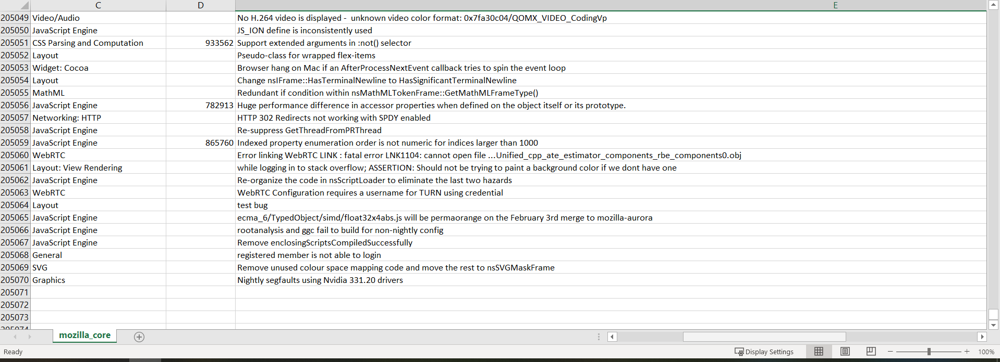 C D E
205049 Video/Audio No H.264 video is displayed -  unknown video color format: 0x7fa30c04/QOMX_VIDEO_CodingVp
205050 JavaScript Engine JS_ION define is inconsistently used
205051 CSS Parsing and Computation 933562 Support extended arguments in :not() selector
205052 Layout Pseudo-class for wrapped flex-items
205053 Widget: Cocoa Browser hang on Mac if an AfterProcessNextEvent callback tries to spin the event loop
205054 Layout Change nsIFrame::HasTerminalNewline to HasSignificantTerminalNewline
205055 MathML Redundant if condition within nsMathMLTokenFrame::GetMathMLFrameType()
205056 JavaScript Engine 782913 Huge performance difference in accessor properties when defined on the object itself or its prototype.
205057 Networking: HTTP HTTP 302 Redirects not working with SPDY enabled
205058 JavaScript Engine Re-suppress GetThreadFromPRThread
205059 JavaScript Engine 865760 Indexed property enumeration order is not numeric for indices larger than 1000
205060 WebRTC Error linking WebRTC LINK : fatal error LNK1104: cannot open file ...Unified_cpp_ate_estimator_components_rbe_components0.obj
205061 Layout: View Rendering while logging in to stack overflow; ASSERTION: Should not be trying to paint a background color if we dont have one
205062 JavaScript Engine Re-organize the code in nsScriptLoader to eliminate the last two hazards
205063 WebRTC WebRTC Configuration requires a username for TURN using credential
205064 Layout test bug
205065 JavaScript Engine ecma_6/TypedObject/simd/float32x4abs.js will be permaorange on the February 3rd merge to mozilla-aurora
205066 JavaScript Engine rootanalysis and ggc fail to build for non-nightly config
205067 JavaScript Engine Remove enclosingScriptsCompiledSuccessfully
205068 General registered member is not able to login
205069 SVG Remove unused colour space mapping code and move the rest to nsSVGMaskFrame
205070 Graphics Nightly segfaults using Nvidia 331.20 drivers
205071
205072
205073
205074
mozilla_core
Ready Display Settings 100%